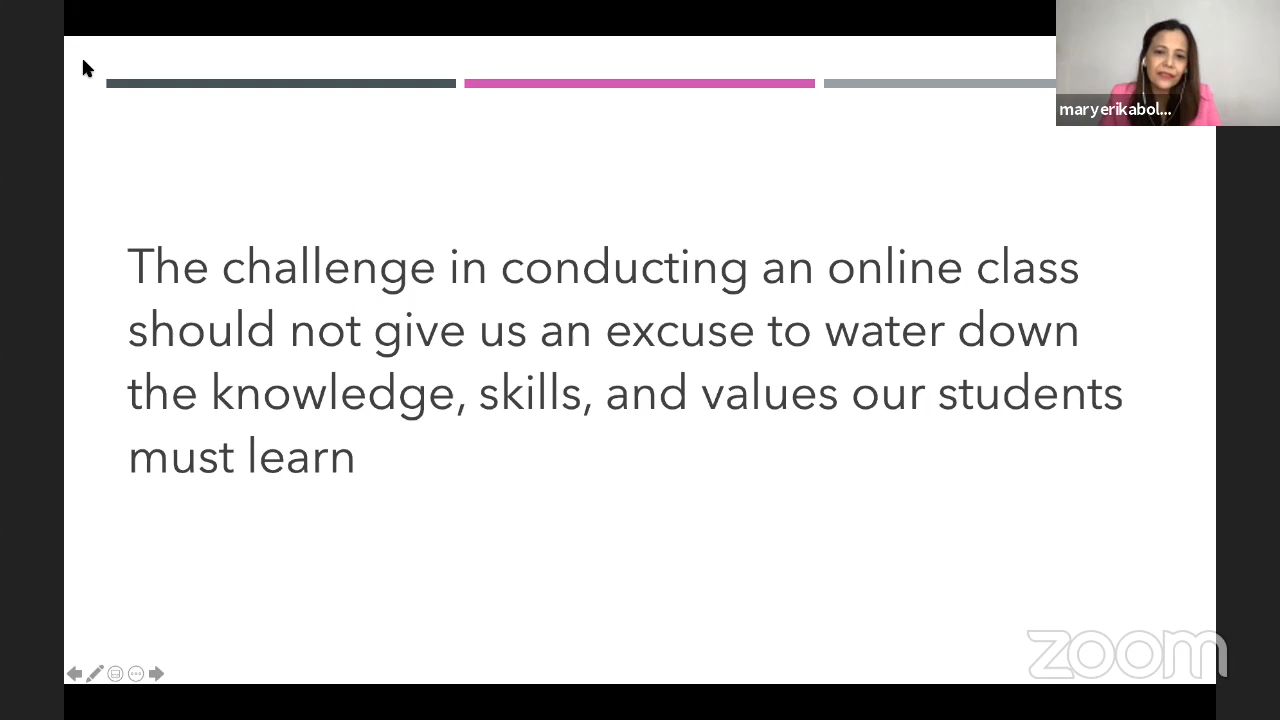 maryerikabol...
The challenge in conducting an online class
should not give us an excuse to water down
the knowledge, skills, and values our students
must learn
zoom